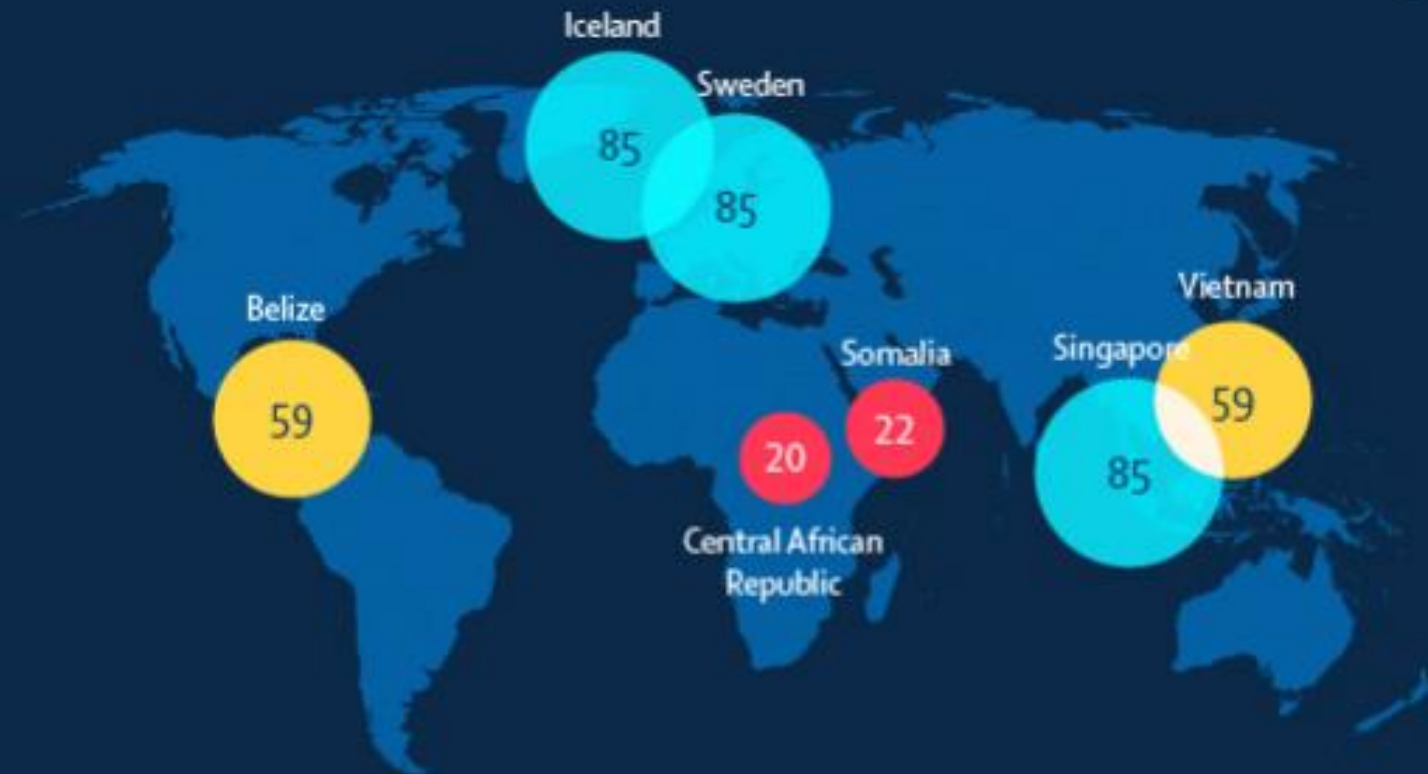 Iceland
Sweden
85
85
Vietnam
Belize
Somalia
Singapore
59
59
22
20
85
Central African
Republic